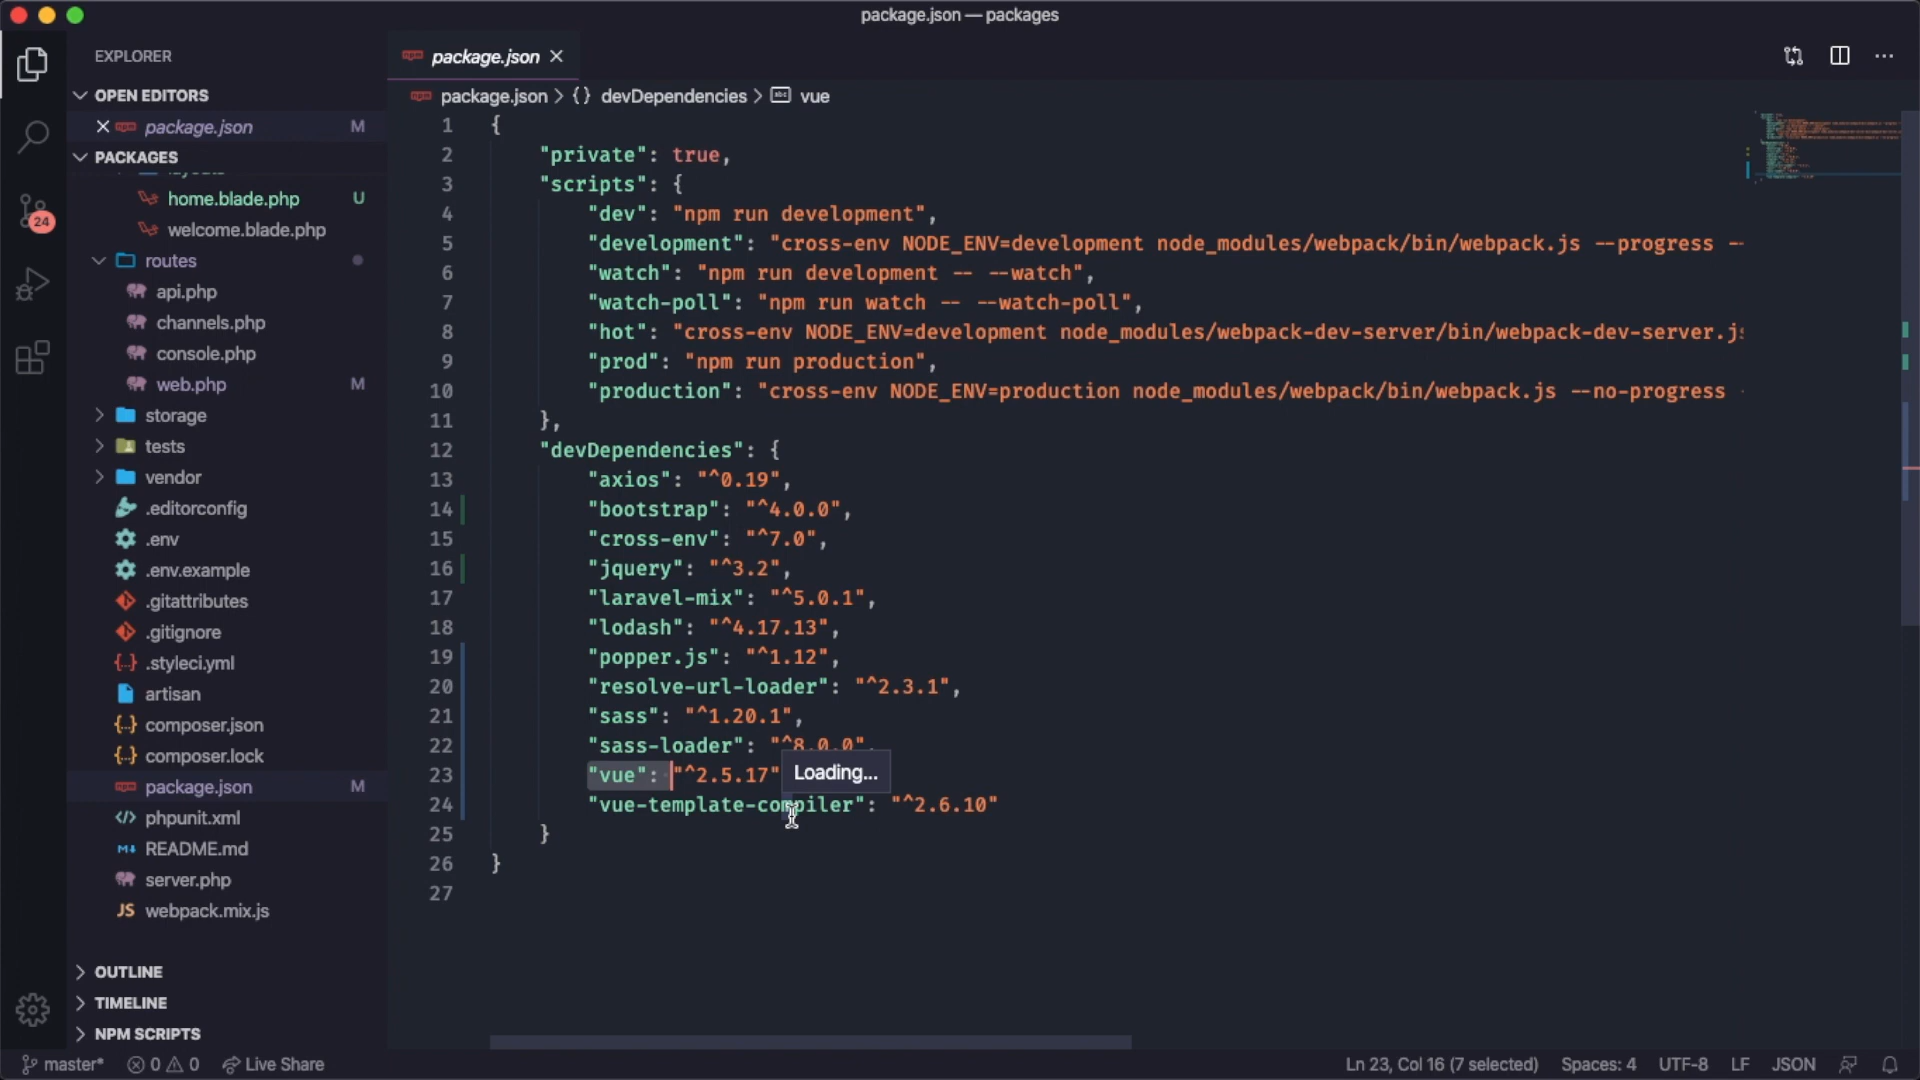 package.json — packages
EXPLORER
OPEN EDITORS
package.json M
PACKAGES
layouts
home.blade.php U
welcome.blade.php
routes
api.php
channels.php
console.php
web.php M
storage
tests
vendor
.editorconfig
.env
.env.example
.gitattributes
.gitignore
.styleci.yml
artisan
composer.json
composer.lock
package.json M
phpunit.xml
README.md
server.php
JS webpack.mix.js
OUTLINE
TIMELINE
NPM SCRIPTS
24
package.json
package.json > {} devDependencies > abc vue
1 {
2 "private": true,
3 "scripts": {
4 "dev": "npm run development",
5 "development": "cross-env NODE_ENV=development node_modules/webpack/bin/webpack.js --progress --
6 "watch": "npm run development -- --watch",
7 "watch-poll": "npm run watch -- --watch-poll",
8 "hot": "cross-env NODE_ENV=development node_modules/webpack-dev-server/bin/webpack-dev-server.js
9 "prod": "npm run production",
10 "production": "cross-env NODE_ENV=production node_modules/webpack/bin/webpack.js --no-progress -
11 },
12 "devDependencies": {
13 "axios": "^0.19",
14 "bootstrap": "^4.0.0",
15 "cross-env": "^7.0",
16 "jquery": "^3.2",
17 "laravel-mix": "^5.0.1",
18 "lodash": "^4.17.13",
19 "popper.js": "^1.12",
20 "resolve-url-loader": "^2.3.1",
21 "sass": "^1.20.1",
22 "sass-loader": "^8.0.0",
23 "vue": "^2.5.17" Loading...
24 "vue-template-compiler": "^2.6.10"
25 }
26 }
27
master* 0 0 Live Share
Ln 23, Col 16 (7 selected) Spaces: 4 UTF-8 LF JSON